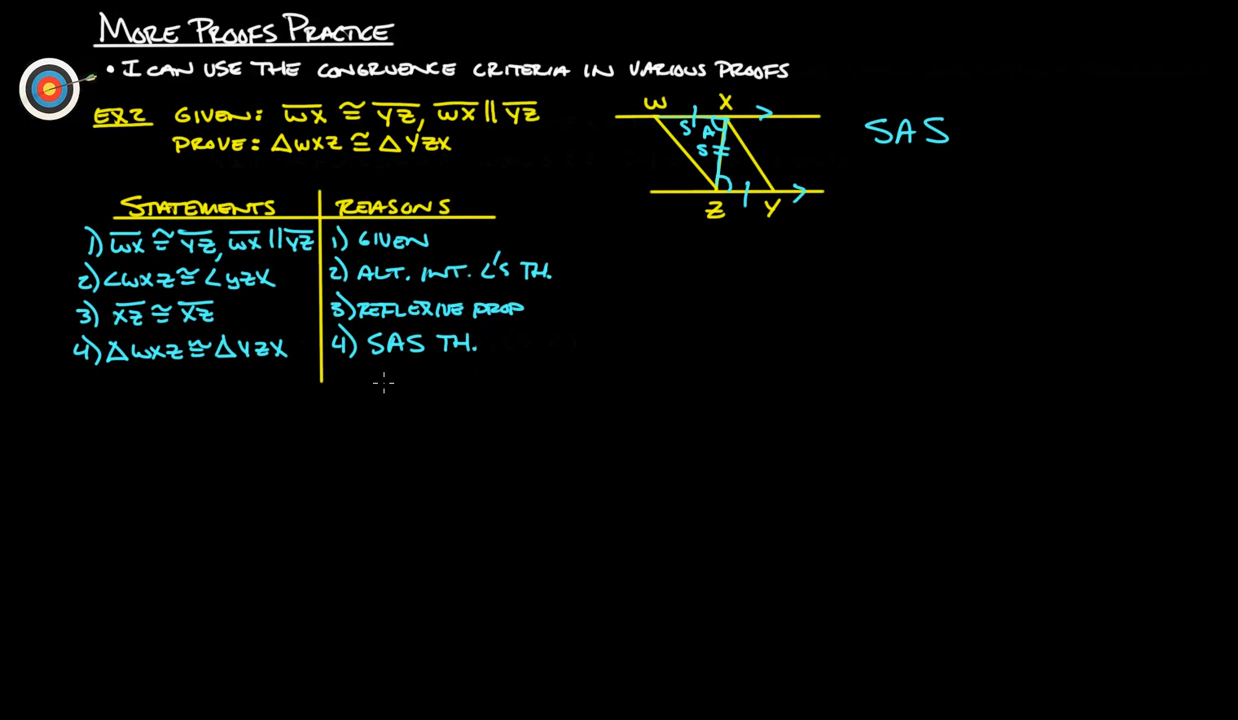 MORE PROOFS PRACTICE
• I CAN USE THE CONGRUENCE CRITERIA IN VARIOUS PROOFS
EX2 GIVEN: WX ≅ YZ, WX || YZ
PROVE: △WXZ ≅ △YZX
W X
S A
S
Z Y
SAS
STATEMENTS REASONS
1) WX ≅ YZ, WX || YZ 1) GIVEN
2) ∠WXZ ≅ ∠YZX 2) ALT. INT. ∠'S TH.
3) XZ ≅ XZ 3) REFLEXIVE PROP
4) △WXZ ≅ △YZX 4) SAS TH.